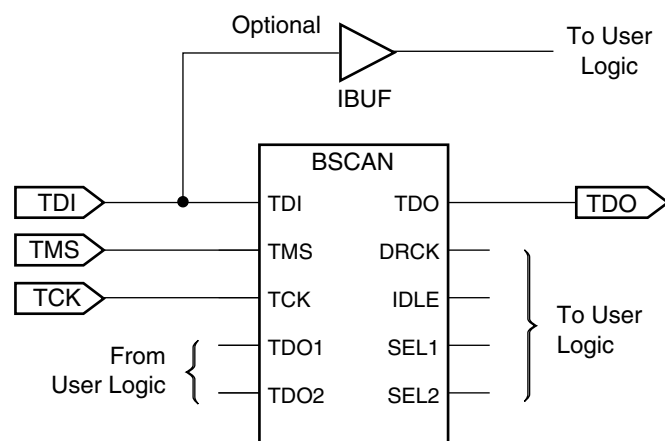 Optional
To User
Logic
IBUF
BSCAN
TDI
TDI
TDO
TDO
TMS
TMS
DRCK
TCK
TCK
IDLE
To User
Logic
From
User Logic
TDO1
SEL1
TDO2
SEL2